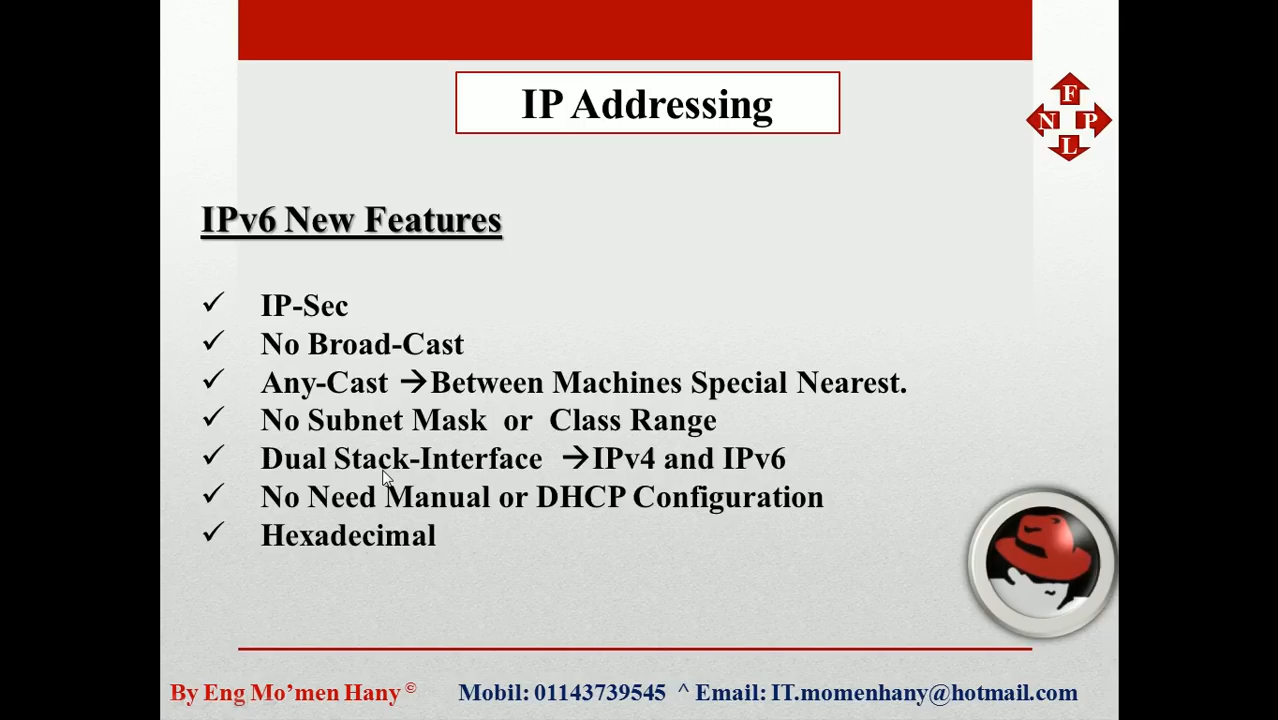 IP Addressing
F
N P
L
IPv6 New Features
✓ IP-Sec
✓ No Broad-Cast
✓ Any-Cast →Between Machines Special Nearest.
✓ No Subnet Mask or Class Range
✓ Dual Stack-Interface →IPv4 and IPv6
✓ No Need Manual or DHCP Configuration
✓ Hexadecimal
By Eng Mo’men Hany © Mobil: 01143739545 ^ Email: IT.momenhany@hotmail.com